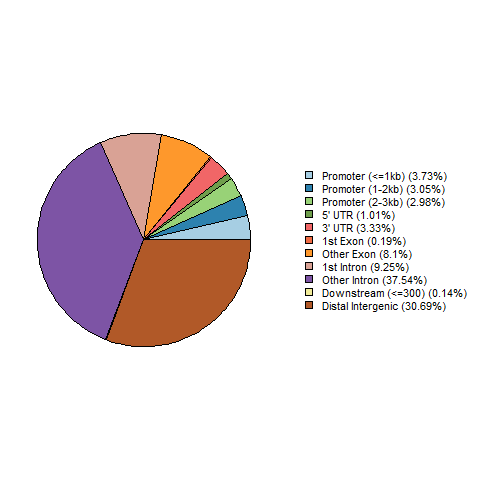 Promoter (<=1kb) (3.73%)
Promoter (1-2kb) (3.05%)
Promoter (2-3kb) (2.98%)
5' UTR (1.01%)
3' UTR (3.33%)
1st Exon (0.19%)
Other Exon (8.1%)
1st Intron (9.25%)
Other Intron (37.54%)
Downstream (<=300) (0.14%)
Distal Intergenic (30.69%)